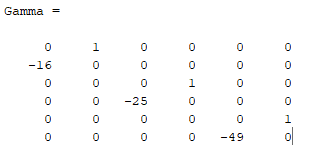 Gamma =
0 1 0 0 0 0
-16 0 0 0 0 0
0 0 0 1 0 0
0 0 -25 0 0 0
0 0 0 0 0 1
0 0 0 0 -49 0